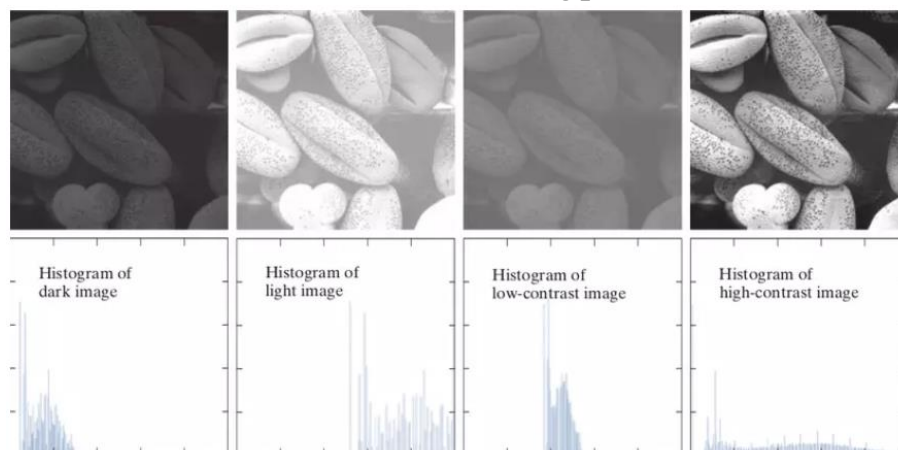 Histogram of
dark image
Histogram of
light image
Histogram of
low-contrast image
Histogram of
high-contrast image